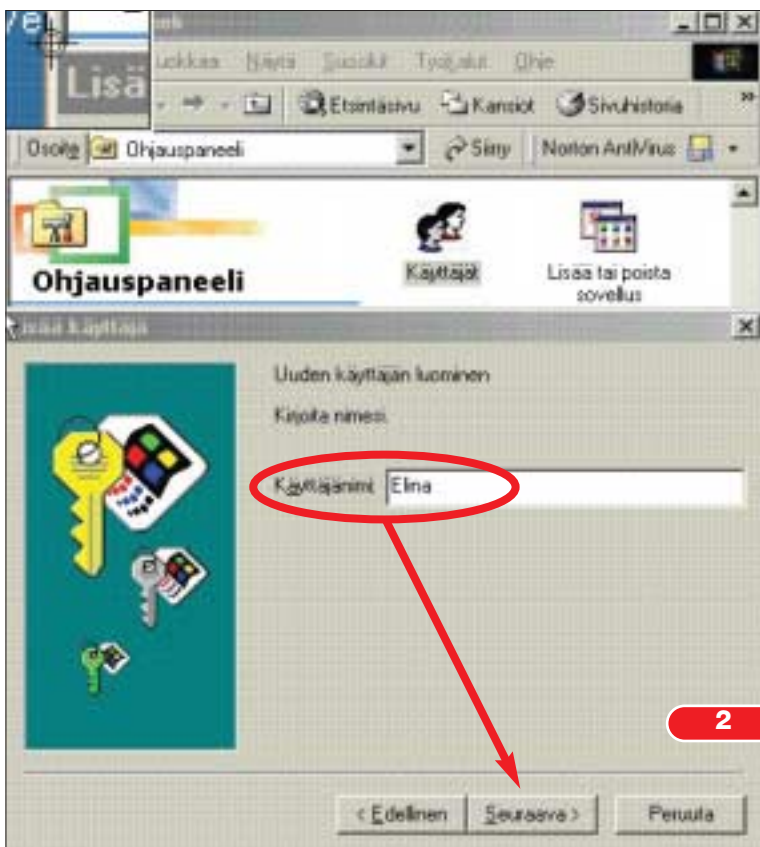 Lisä
Näytä Suosikit Työkalut Ohje
Etsintäsivu Kansiot Sivuhistoria »
Osoite Ohjauspaneeli Siirry Norton AntiVirus
Ohjauspaneeli
Käyttäjät
Lisää tai poista
sovellus
Lisää käyttäjä
Uuden käyttäjän luominen
Kirjoita nimesi.
Käyttäjänimi: Elina
2
< Edellinen Seuraava > Peruuta